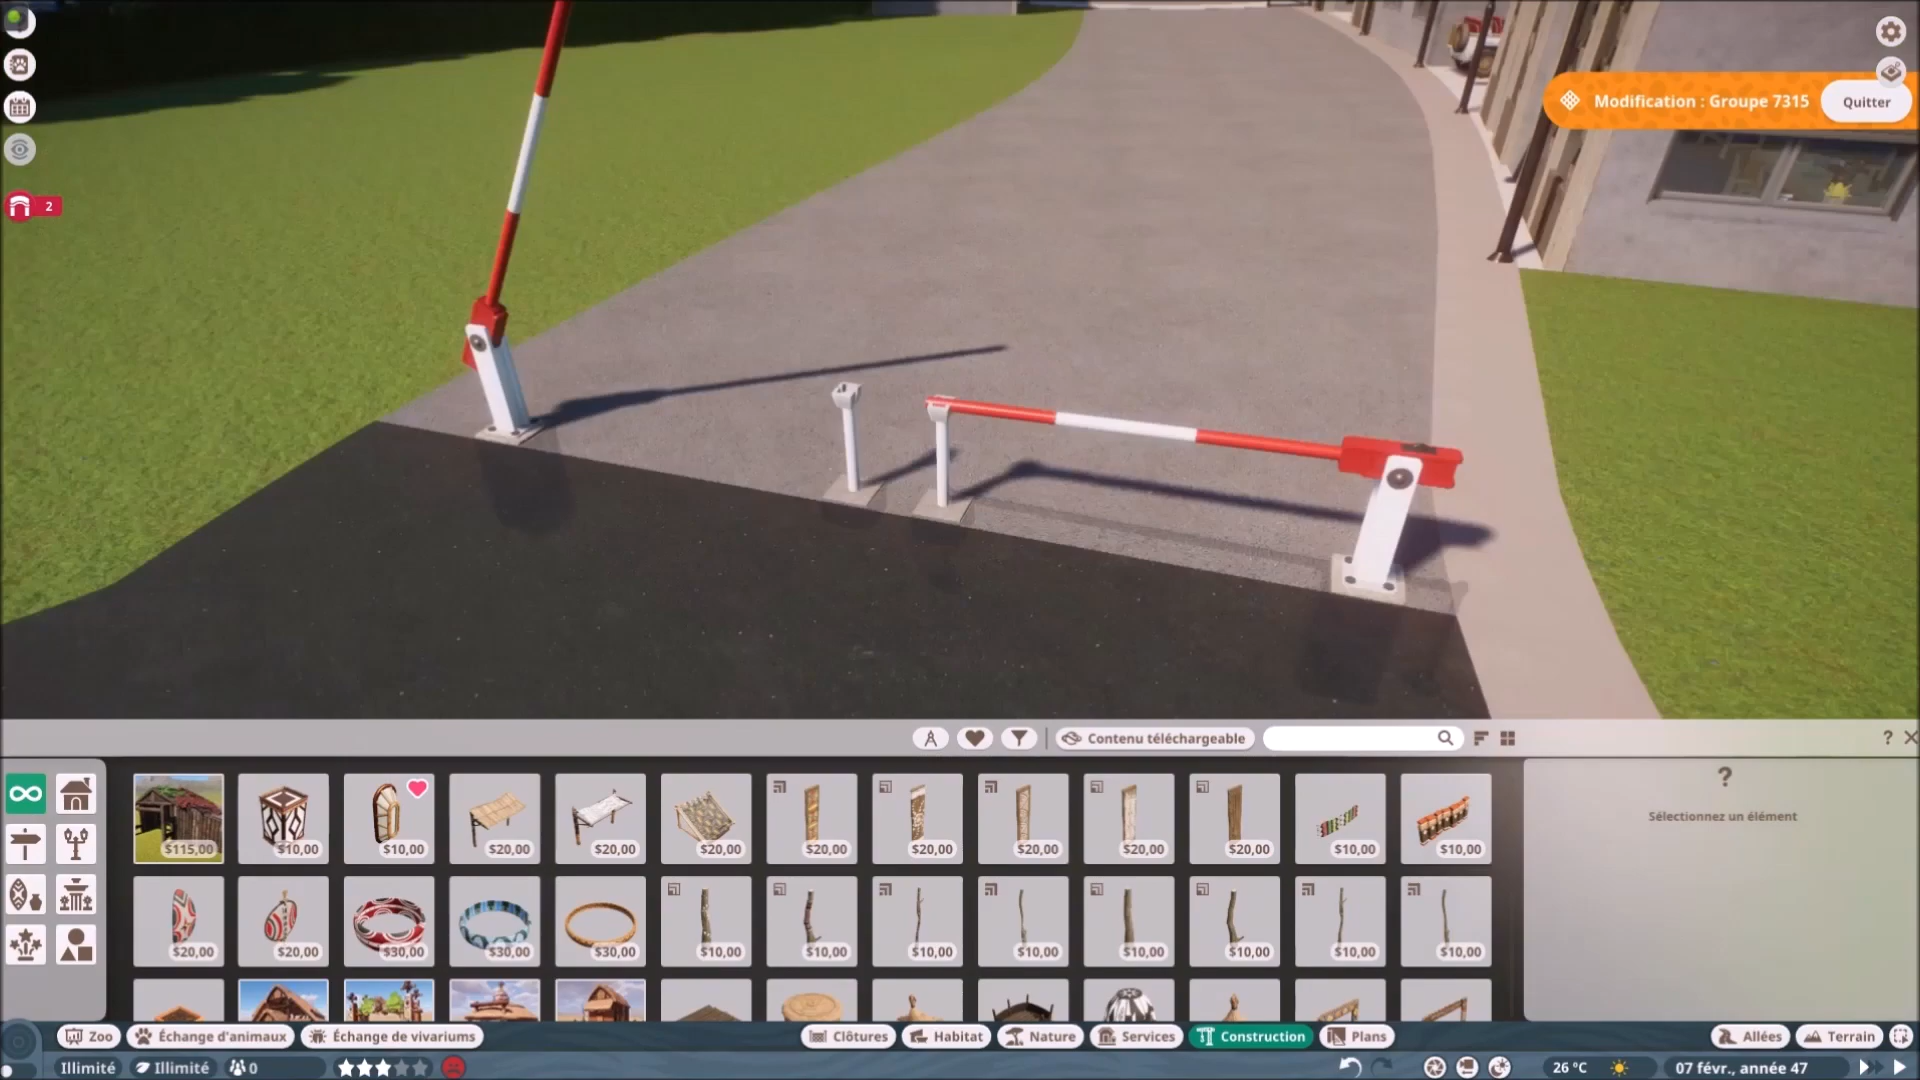 Modification : Groupe 7315
Quitter
2
Contenu téléchargeable
?
?
Sélectionnez un élément
$115,00 $10,00 $10,00 $20,00 $20,00 $20,00 $20,00 $20,00 $20,00 $20,00 $20,00 $10,00 $10,00
$20,00 $20,00 $30,00 $30,00 $30,00 $10,00 $10,00 $10,00 $10,00 $10,00 $10,00 $10,00 $10,00
Zoo Échange d'animaux Échange de vivariums Clôtures Habitat Nature Services Construction Plans Allées Terrain
Illimité Illimité 0 26 °C 07 févr., année 47